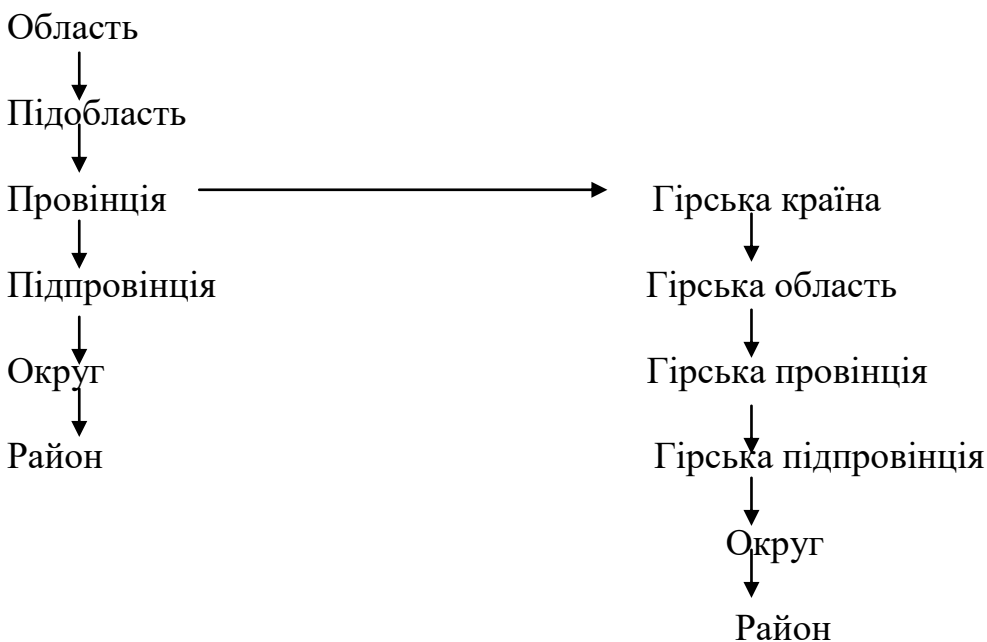 Область
Підобласть
Провінція
Гірська країна
Підпровінція
Гірська область
Округ
Гірська провінція
Район
Гірська підпровінція
Округ
Район